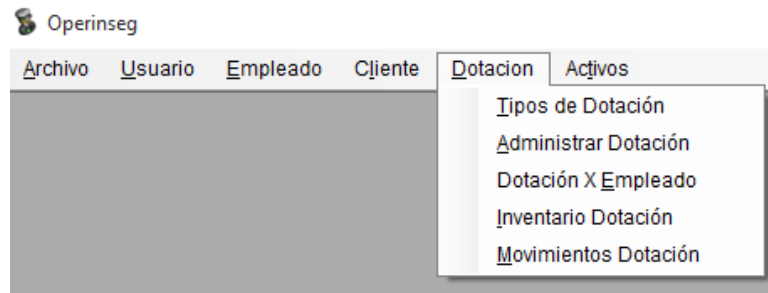 Operinseg
Archivo Usuario Empleado Cliente Dotacion Activos
Tipos de Dotación
Administrar Dotación
Dotación X Empleado
Inventario Dotación
Movimientos Dotación